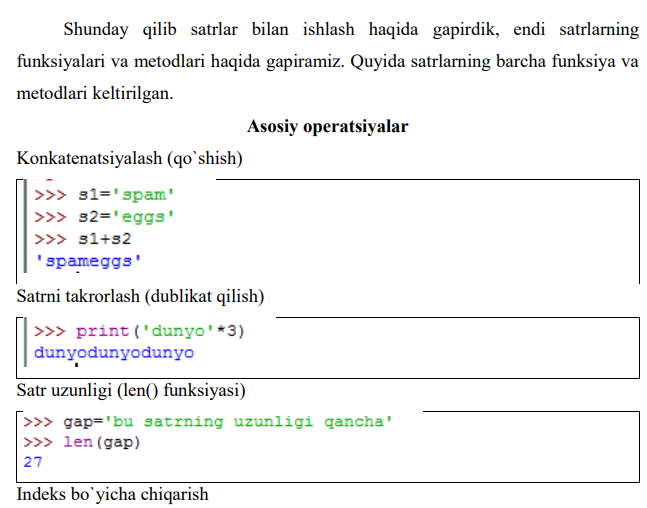 Shunday qilib satrlar bilan ishlash haqida gapirdik, endi satrlarning
funksiyalari va metodlari haqida gapiramiz. Quyida satrlarning barcha funksiya va
metodlari keltirilgan.
Asosiy operatsiyalar
Konkatenatsiyalash (qo`shish)
>>> s1='spam'
>>> s2='eggs'
>>> s1+s2
'spameggs'
Satrni takrorlash (dublikat qilish)
>>> print('dunyo'*3)
dunyodunyodunyo
Satr uzunligi (len() funksiyasi)
>>> gap='bu satrning uzunligi qancha'
>>> len(gap)
27
Indeks bo`yicha chiqarish